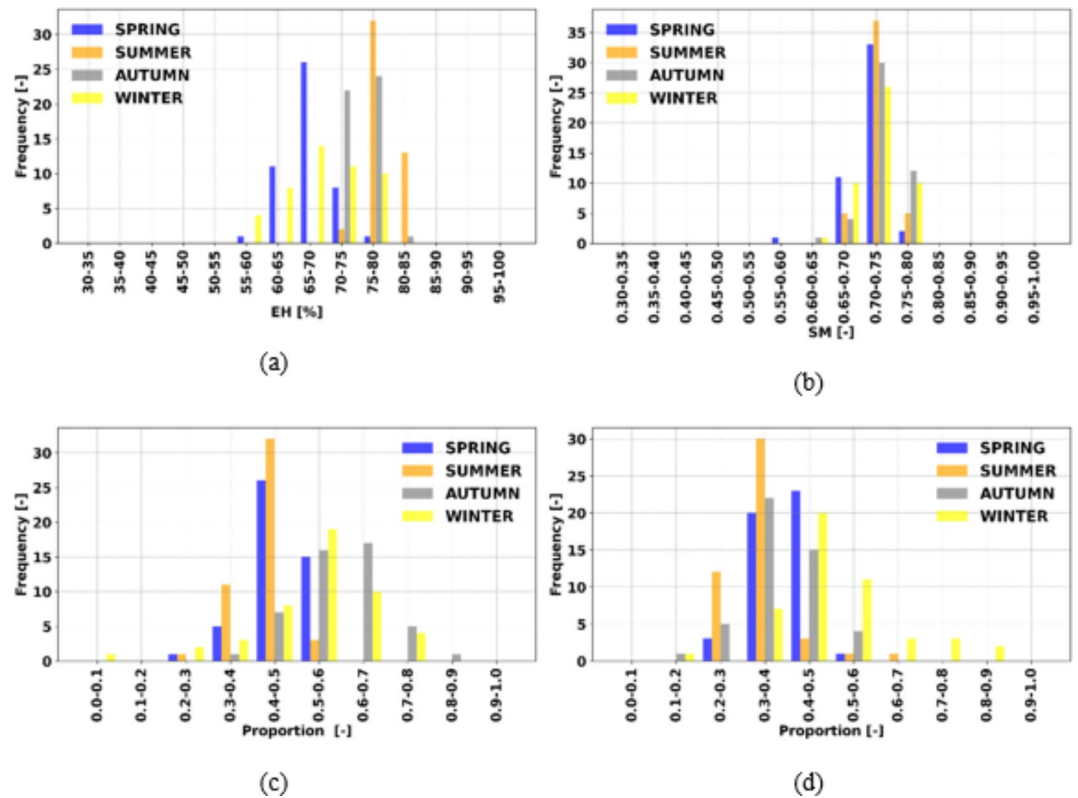 SPRING
SUMMER
AUTUMN
WINTER
Frequency [-]
30
25
20
15
10
5
0
30-35
35-40
40-45
45-50
50-55
55-60
60-65
65-70
70-75
75-80
80-85
85-90
90-95
95-100
EH [%]
(a)
SPRING
SUMMER
AUTUMN
WINTER
Frequency [-]
35
30
25
20
15
10
5
0
0.30-0.35
0.35-0.40
0.40-0.45
0.45-0.50
0.50-0.55
0.55-0.60
0.60-0.65
0.65-0.70
0.70-0.75
0.75-0.80
0.80-0.85
0.85-0.90
0.90-0.95
0.95-1.00
SM [-]
(b)
SPRING
SUMMER
AUTUMN
WINTER
Frequency [-]
30
25
20
15
10
5
0
0.0-0.1
0.1-0.2
0.2-0.3
0.3-0.4
0.4-0.5
0.5-0.6
0.6-0.7
0.7-0.8
0.8-0.9
0.9-1.0
Proportion [-]
(c)
SPRING
SUMMER
AUTUMN
WINTER
Frequency [-]
30
25
20
15
10
5
0
0.0-0.1
0.1-0.2
0.2-0.3
0.3-0.4
0.4-0.5
0.5-0.6
0.6-0.7
0.7-0.8
0.8-0.9
0.9-1.0
Proportion [-]
(d)